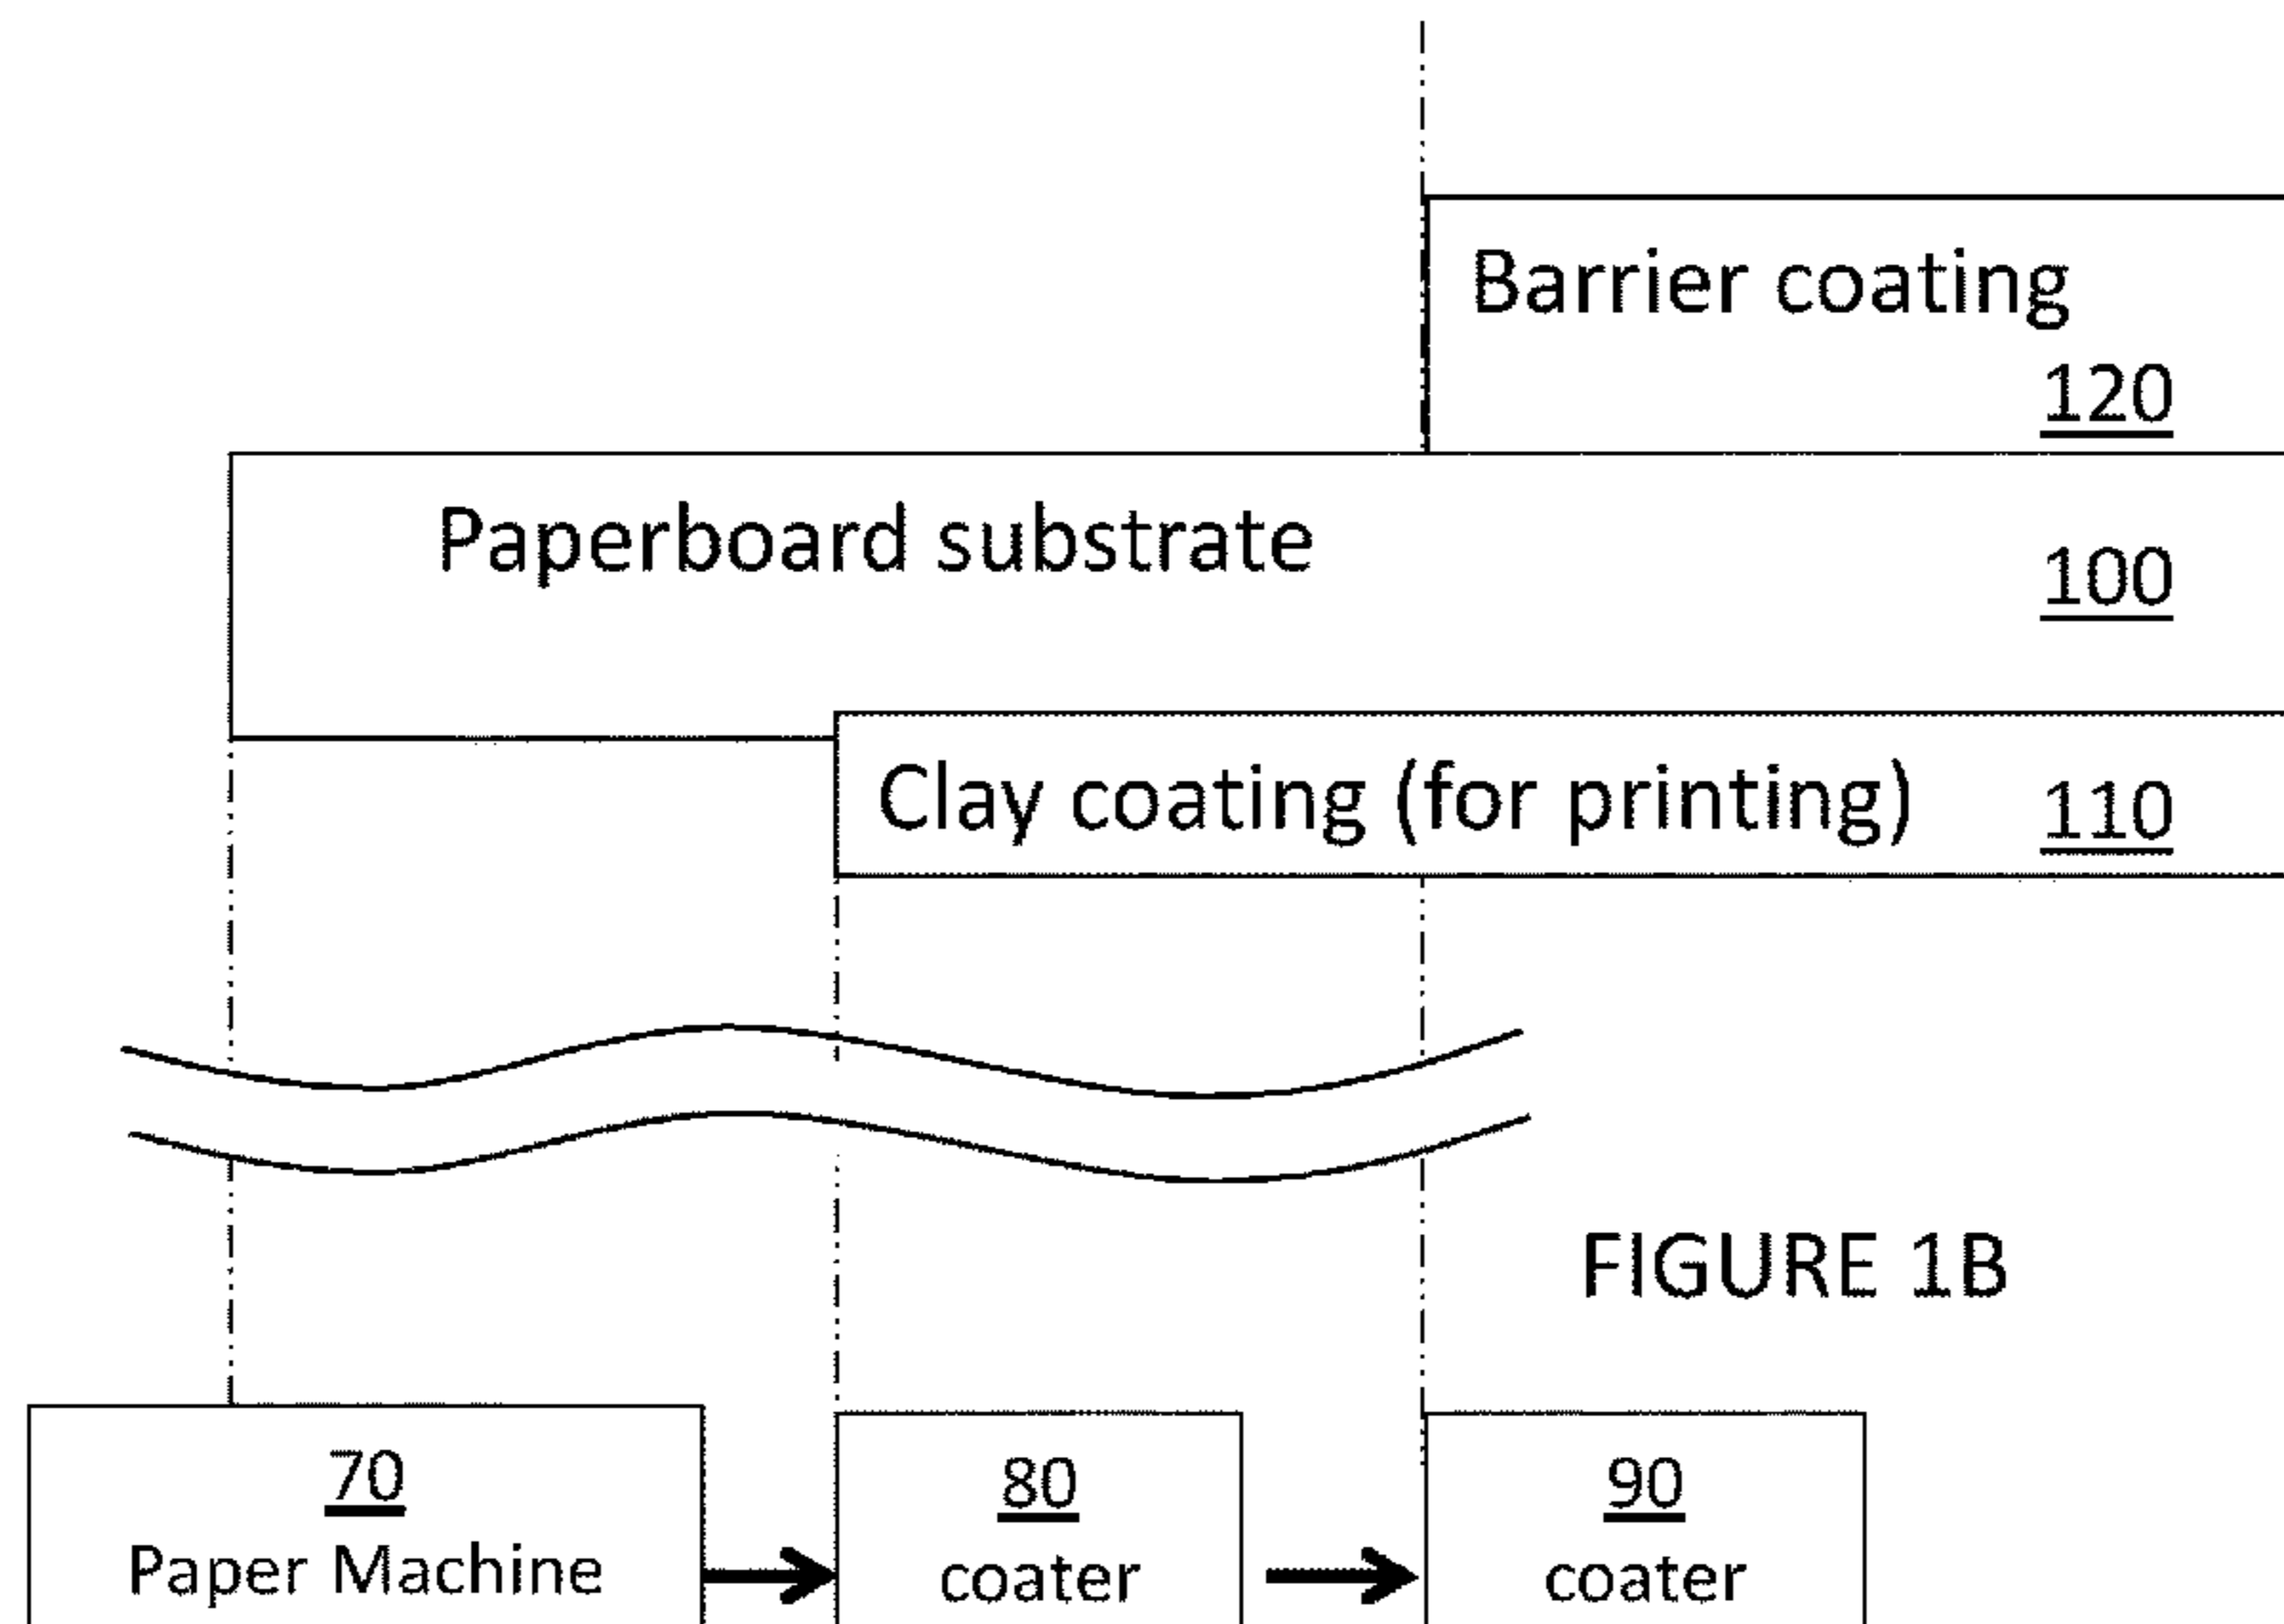 Barrier coating
120
Paperboard substrate
100
Clay coating (for printing) 110
FIGURE 1B
70
Paper Machine
80
coater
90
coater